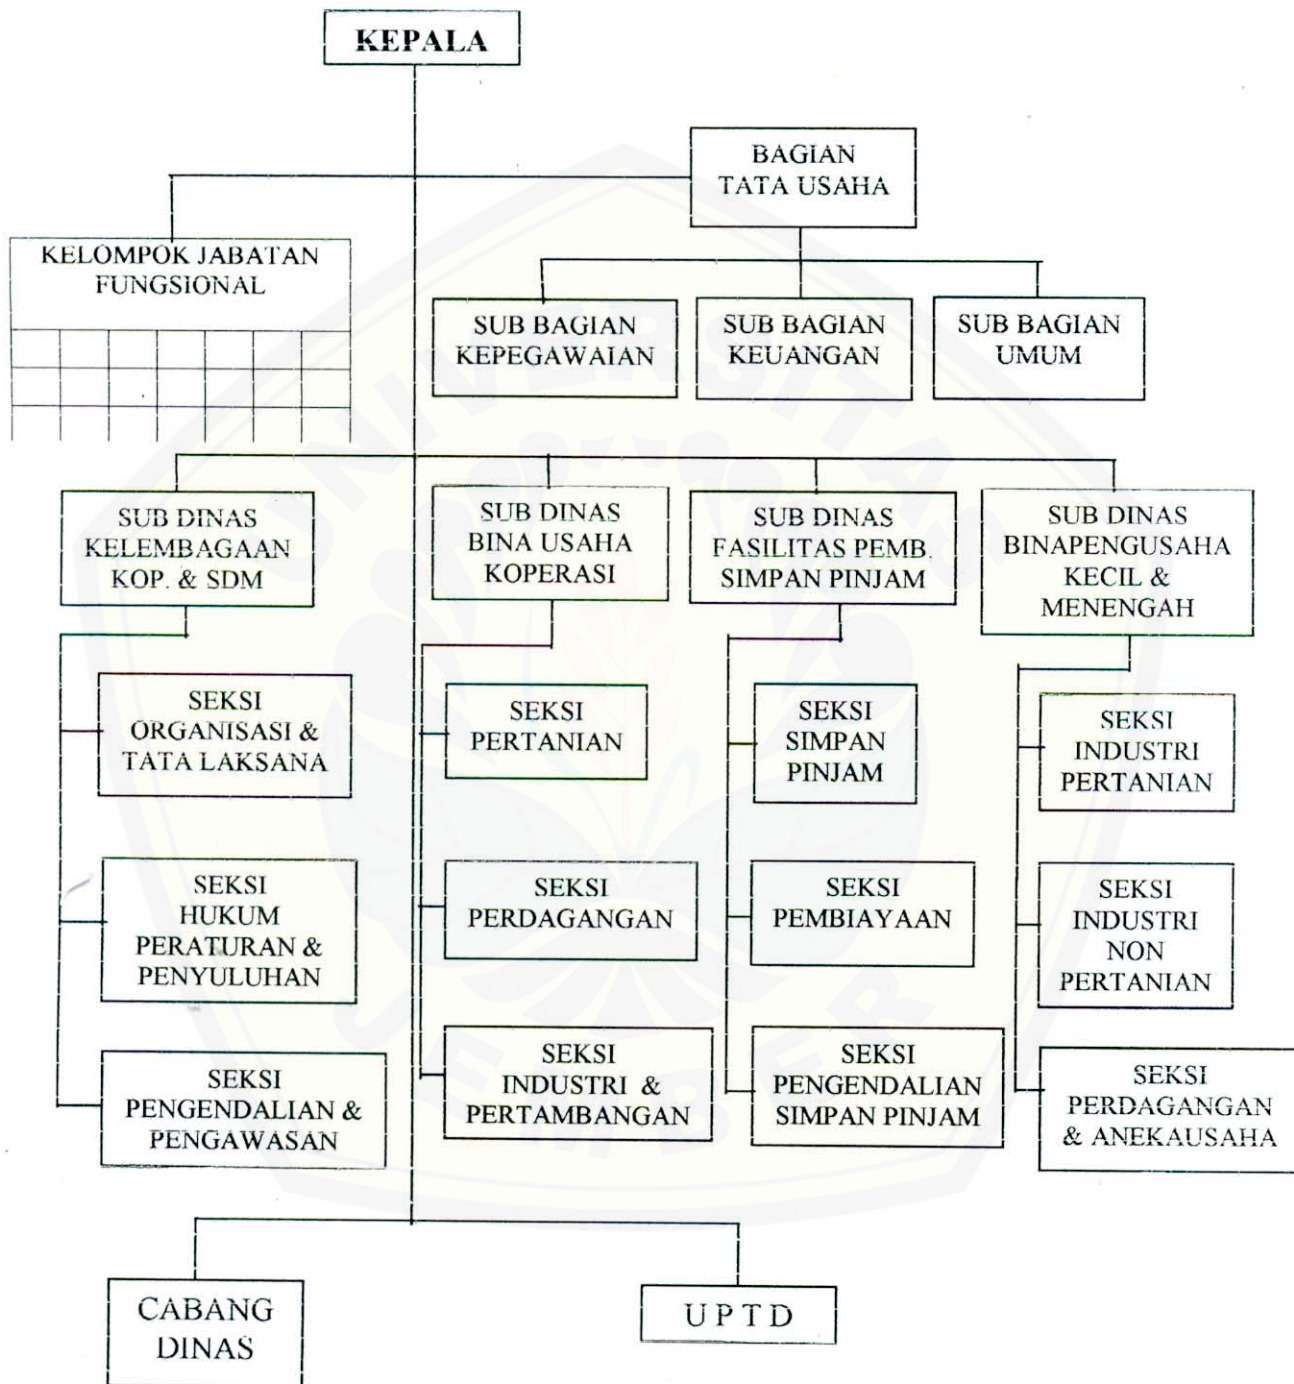 KEPALA
BAGIAN
TATA USAHA
KELOMPOK JABATAN
FUNGSIONAL
SUB BAGIAN
KEPEGAWAIAN
SUB BAGIAN
KEUANGAN
SUB BAGIAN
UMUM
SUB DINAS
KELEMBAGAAN
KOP. & SDM
SUB DINAS
BINA USAHA
KOPERASI
SUB DINAS
FASILITAS PEMB.
SIMPAN PINJAM
SUB DINAS
BINAPENGUSAHA
KECIL &
MENENGAH
SEKSI
ORGANISASI &
TATA LAKSANA
SEKSI
PERTANIAN
SEKSI
SIMPAN
PINJAM
SEKSI
INDUSTRI
PERTANIAN
SEKSI
HUKUM
PERATURAN &
PENYULUHAN
SEKSI
PERDAGANGAN
SEKSI
PEMBIAYAAN
SEKSI
INDUSTRI
NON
PERTANIAN
SEKSI
PENGENDALIAN &
PENGAWASAN
SEKSI
INDUSTRI &
PERTAMBANGAN
SEKSI
PENGENDALIAN
SIMPAN PINJAM
SEKSI
PERDAGANGAN
& ANEKAUSAHA
CABANG
DINAS
U P T D
UNIVERSITAS
JEMBER